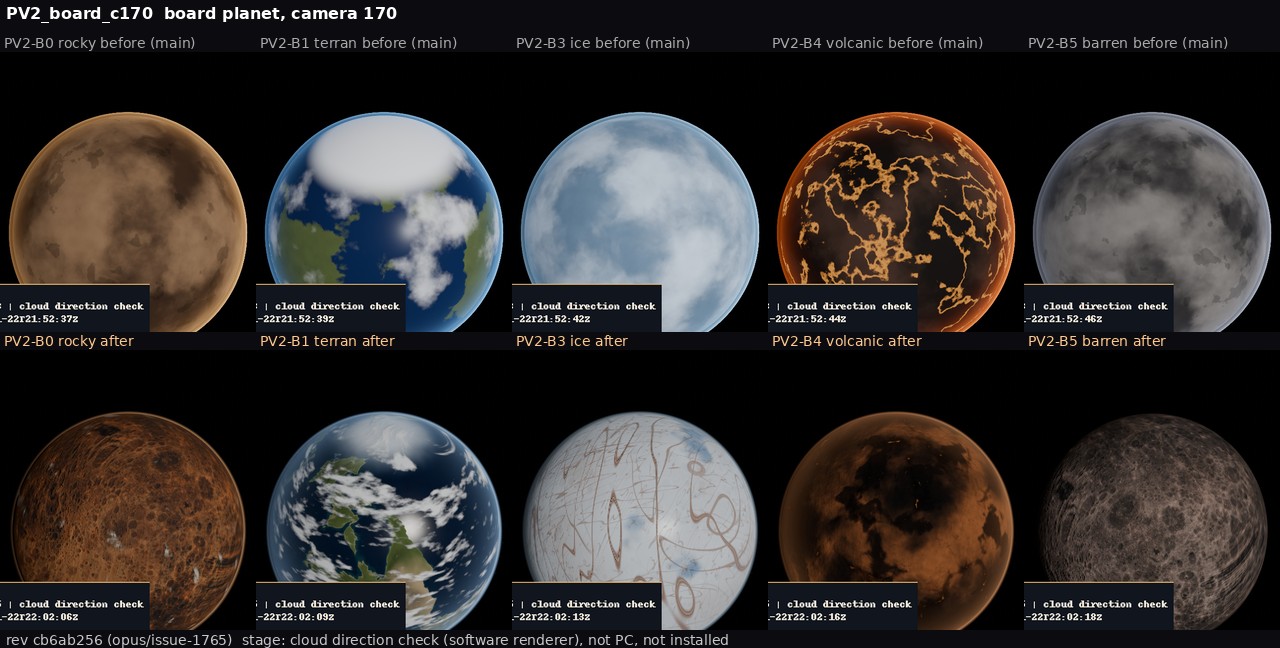 PV2_board_c170 board planet, camera 170
PV2-B0 rocky before (main) PV2-B1 terran before (main) PV2-B3 ice before (main) PV2-B4 volcanic before (main) PV2-B5 barren before (main)
| cloud direction check | cloud direction check | cloud direction check | cloud direction check | cloud direction check
-22T21:52:37z -22T21:52:39z -22T21:52:42z -22T21:52:44z -22T21:52:46z
PV2-B0 rocky after PV2-B1 terran after PV2-B3 ice after PV2-B4 volcanic after PV2-B5 barren after
| cloud direction check | cloud direction check | cloud direction check | cloud direction check | cloud direction check
-22T22:02:06z -22T22:02:09z -22T22:02:13z -22T22:02:16z -22T22:02:18z
rev cb6ab256 (opus/issue-1765) stage: cloud direction check (software renderer), not PC, not installed